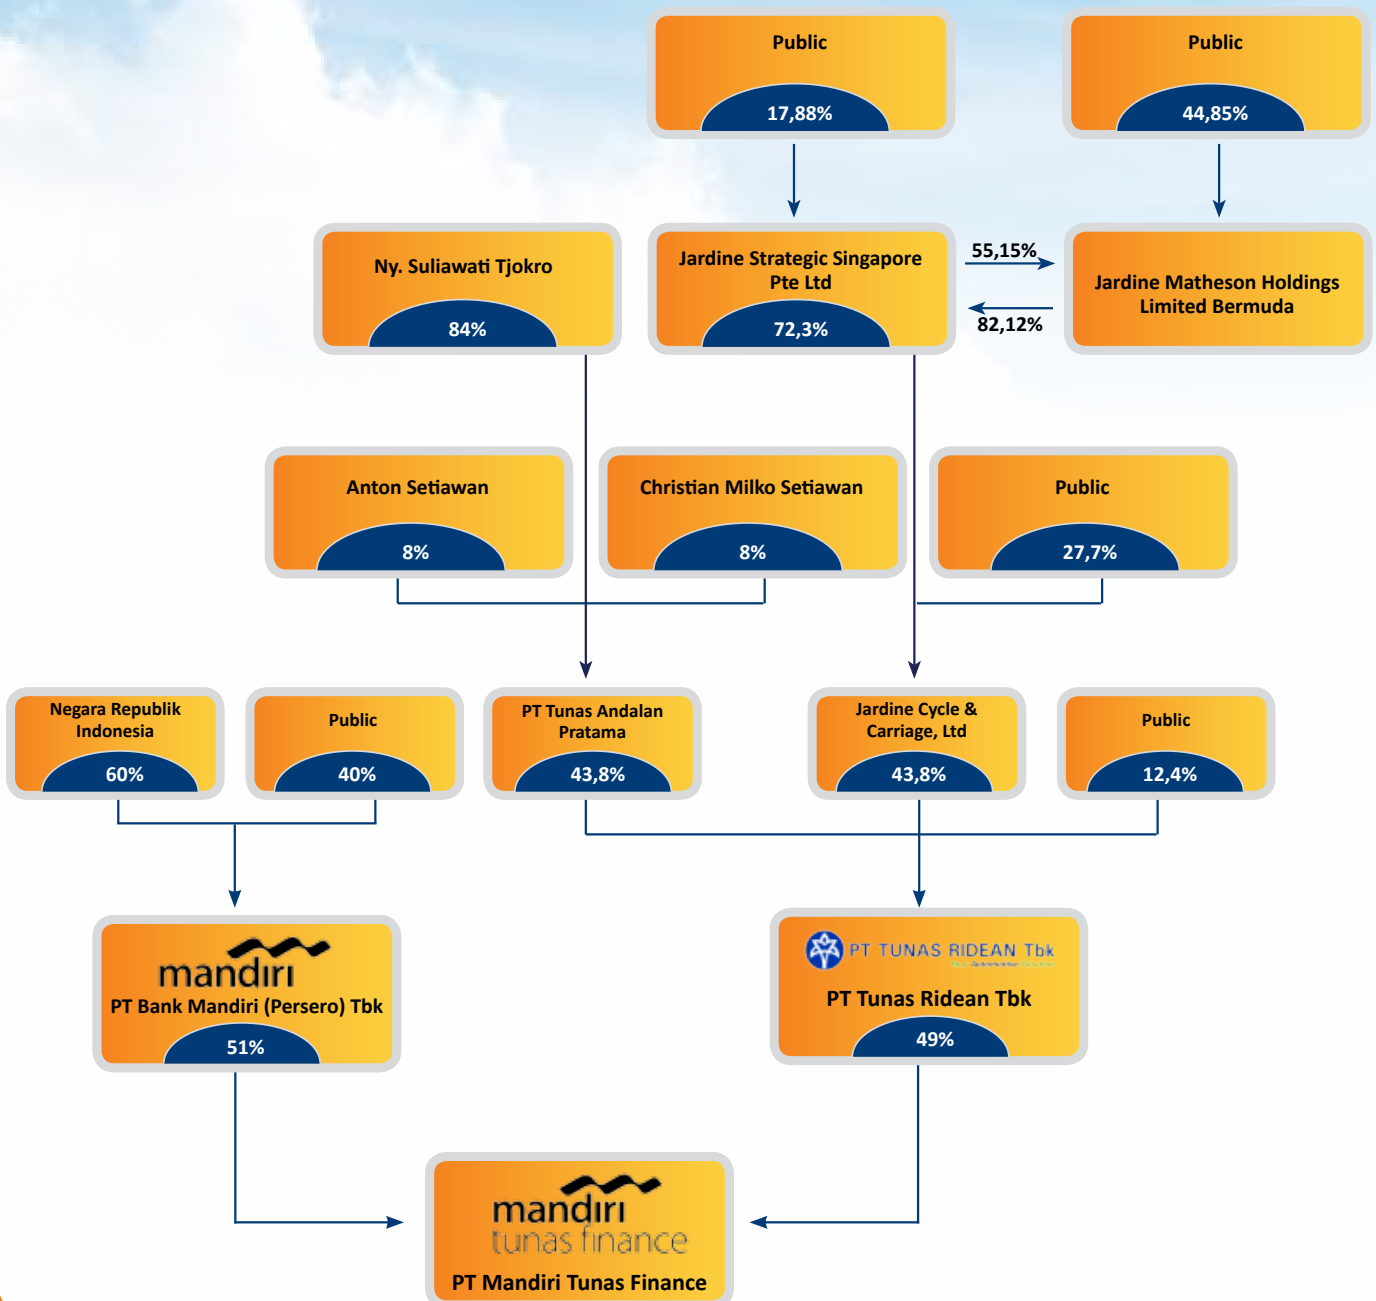 Public
17,88%
Public
44,85%
Ny. Suliawati Tjokro
84%
Jardine Strategic Singapore
Pte Ltd
72,3%
55,15%
82,12%
Jardine Matheson Holdings
Limited Bermuda
Anton Setiawan
8%
Christian Milko Setiawan
8%
Public
27,7%
Negara Republik
Indonesia
60%
Public
40%
PT Tunas Andalan
Pratama
43,8%
Jardine Cycle &
Carriage, Ltd
43,8%
Public
12,4%
mandiri
PT Bank Mandiri (Persero) Tbk
51%
PT TUNAS RIDEAN Tbk
PT Tunas Ridean Tbk
49%
mandiri
tunas finance
PT Mandiri Tunas Finance